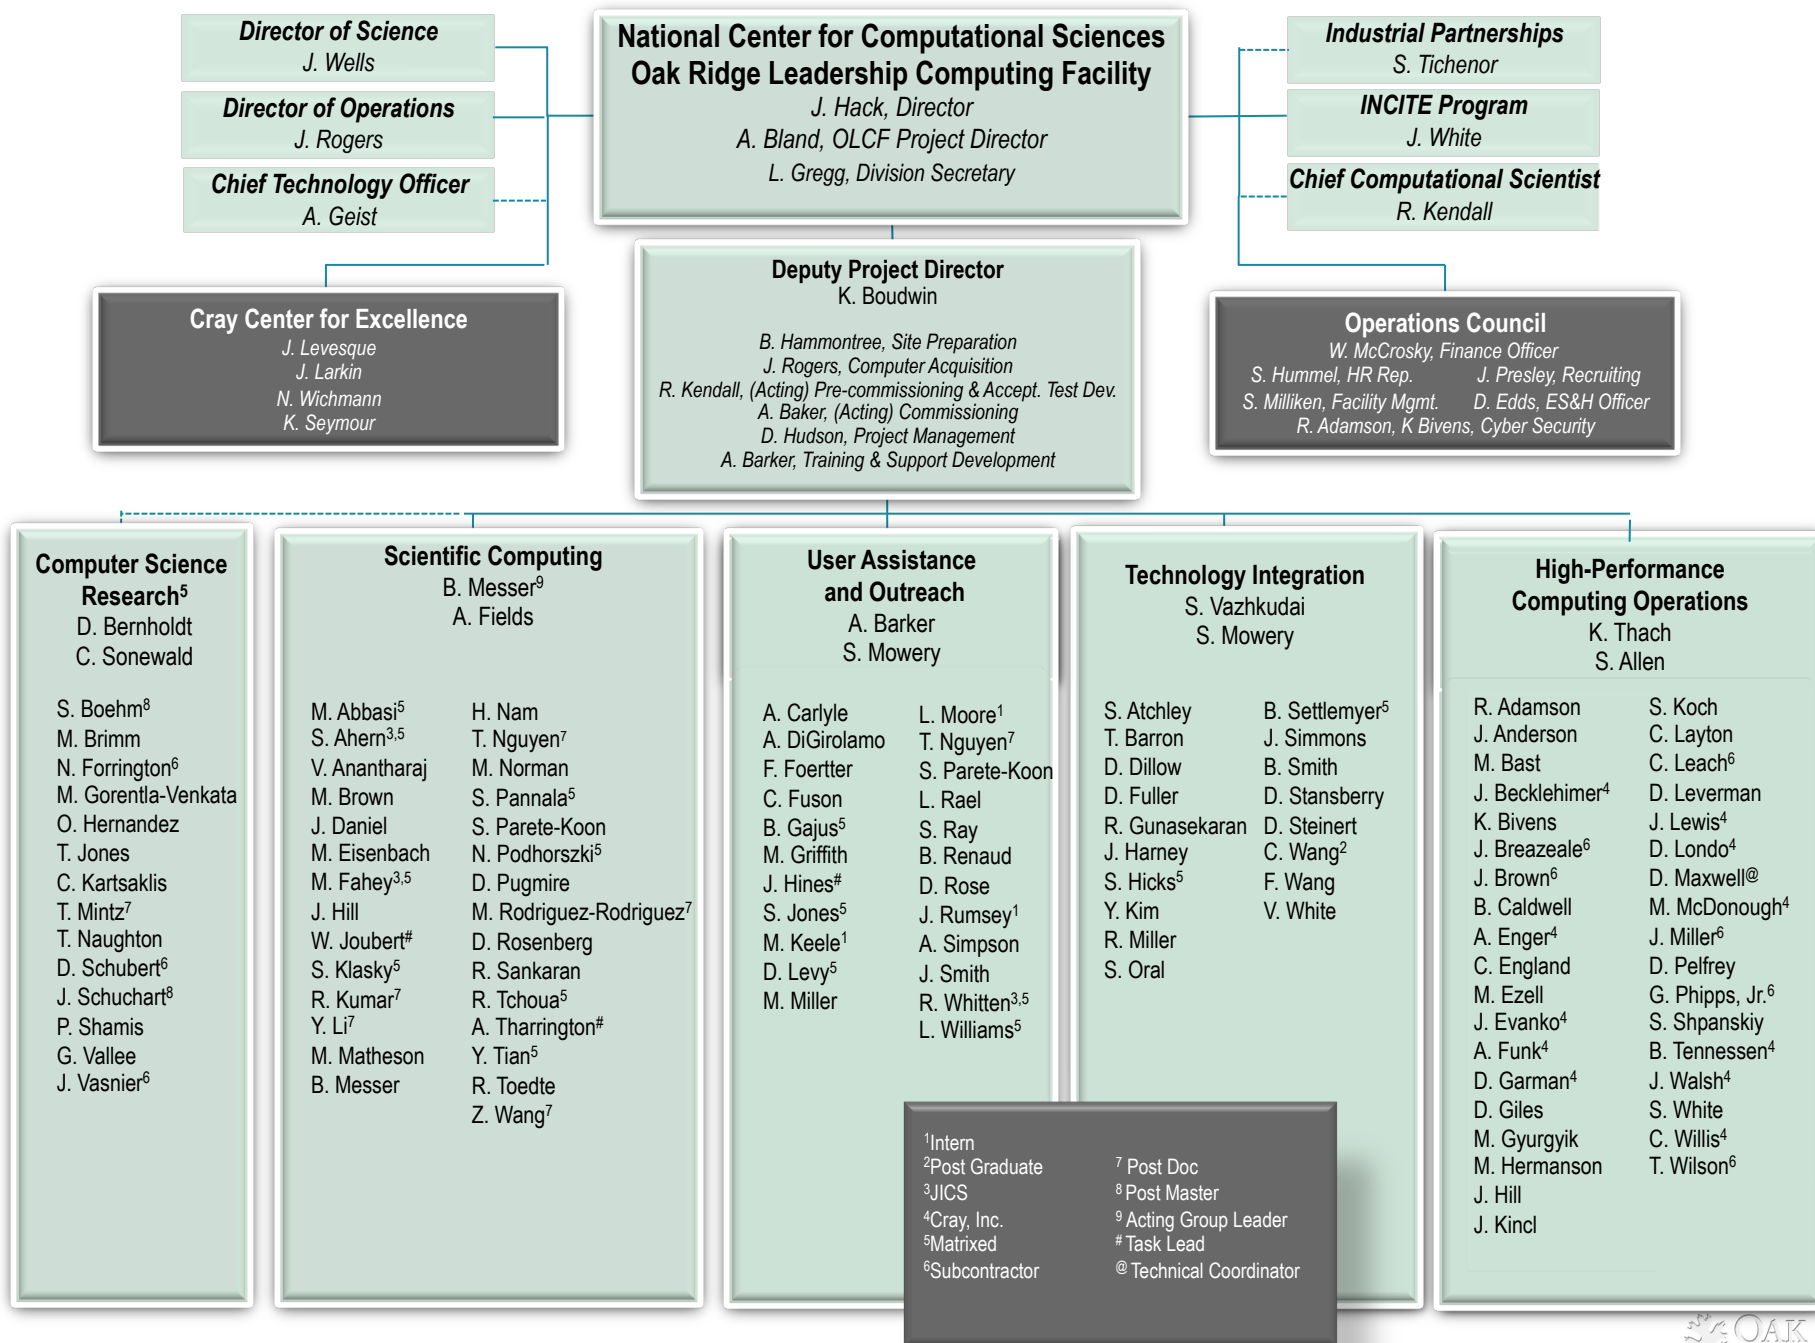 Director of Science
J. Wells
Director of Operations
J. Rogers
Chief Technology Officer
A. Geist
National Center for Computational Sciences
Oak Ridge Leadership Computing Facility
J. Hack, Director
A. Bland, OLCF Project Director
L. Gregg, Division Secretary
Industrial Partnerships
S. Tichenor
INCITE Program
J. White
Chief Computational Scientist
R. Kendall
Cray Center for Excellence
J. Levesque
J. Larkin
N. Wichmann
K. Seymour
Deputy Project Director
K. Boudwin
B. Hammontree, Site Preparation
J. Rogers, Computer Acquisition
R. Kendall, (Acting) Pre-commissioning & Accept. Test Dev.
A. Baker, (Acting) Commissioning
D. Hudson, Project Management
A. Barker, Training & Support Development
Operations Council
W. McCrosky, Finance Officer
S. Hummel, HR Rep. J. Presley, Recruiting
S. Milliken, Facility Mgmt. D. Edds, ES&H Officer
R. Adamson, K Bivens, Cyber Security
Computer Science
Research⁵
D. Bernholdt
C. Sonewald
S. Boehm⁸
M. Brimm
N. Forrington⁶
M. Gorentla-Venkata
O. Hernandez
T. Jones
C. Kartsaklis
T. Mintz⁷
T. Naughton
D. Schubert⁶
J. Schuchart⁸
P. Shamis
G. Vallee
J. Vasnier⁶
Scientific Computing
B. Messer⁹
A. Fields
M. Abbasi⁵
S. Ahern³,⁵
V. Anantharaj
M. Brown
J. Daniel
M. Eisenbach
M. Fahey³,⁵
J. Hill
W. Joubert#
S. Klasky⁵
R. Kumar⁷
Y. Li⁷
M. Matheson
B. Messer
H. Nam
T. Nguyen⁷
M. Norman
S. Pannala⁵
S. Parete-Koon
N. Podhorszki⁵
D. Pugmire
M. Rodriguez-Rodriguez⁷
D. Rosenberg
R. Sankaran
R. Tchoua⁵
A. Tharrington#
Y. Tian⁵
R. Toedte
Z. Wang⁷
User Assistance
and Outreach
A. Barker
S. Mowery
A. Carlyle
A. DiGirolamo
F. Foertter
C. Fuson
B. Gajus⁵
M. Griffith
J. Hines#
S. Jones⁵
M. Keele¹
D. Levy⁵
M. Miller
L. Moore¹
T. Nguyen⁷
S. Parete-Koon
L. Rael
S. Ray
B. Renaud
D. Rose
J. Rumsey¹
A. Simpson
J. Smith
R. Whitten³,⁵
L. Williams⁵
Technology Integration
S. Vazhkudai
S. Mowery
S. Atchley
T. Barron
D. Dillow
D. Fuller
R. Gunasekaran
J. Harney
S. Hicks⁵
Y. Kim
R. Miller
S. Oral
B. Settlemyer⁵
J. Simmons
B. Smith
D. Stansberry
D. Steinert
C. Wang²
F. Wang
V. White
High-Performance
Computing Operations
K. Thach
S. Allen
R. Adamson
J. Anderson
M. Bast
J. Becklehimer⁴
K. Bivens
J. Breazeale⁶
J. Brown⁶
B. Caldwell
A. Enger⁴
C. England
M. Ezell
J. Evanko⁴
A. Funk⁴
D. Garman⁴
D. Giles
M. Gyurgyik
M. Hermanson
J. Hill
J. Kincl
S. Koch
C. Layton
C. Leach⁶
D. Leverman
J. Lewis⁴
D. Londo⁴
D. Maxwell@
M. McDonough⁴
J. Miller⁶
D. Pelfrey
G. Phipps, Jr.⁶
S. Shpanskiy
B. Tennessen⁴
J. Walsh⁴
S. White
C. Willis⁴
T. Wilson⁶
¹Intern
²Post Graduate
³JICS
⁴Cray, Inc.
⁵Matrixed
⁶Subcontractor
⁷ Post Doc
⁸ Post Master
⁹ Acting Group Leader
# Task Lead
@ Technical Coordinator
OAK